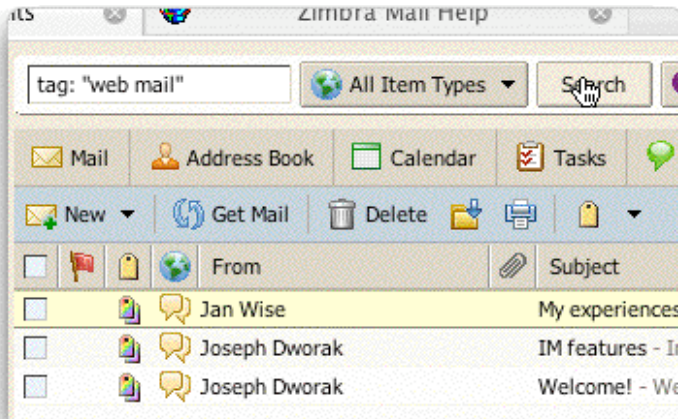 Zimbra Mail Help
tag: "web mail" All Item Types Search
Mail Address Book Calendar Tasks
New Get Mail Delete
From Subject
Jan Wise My experiences
Joseph Dworak IM features -
Joseph Dworak Welcome! -